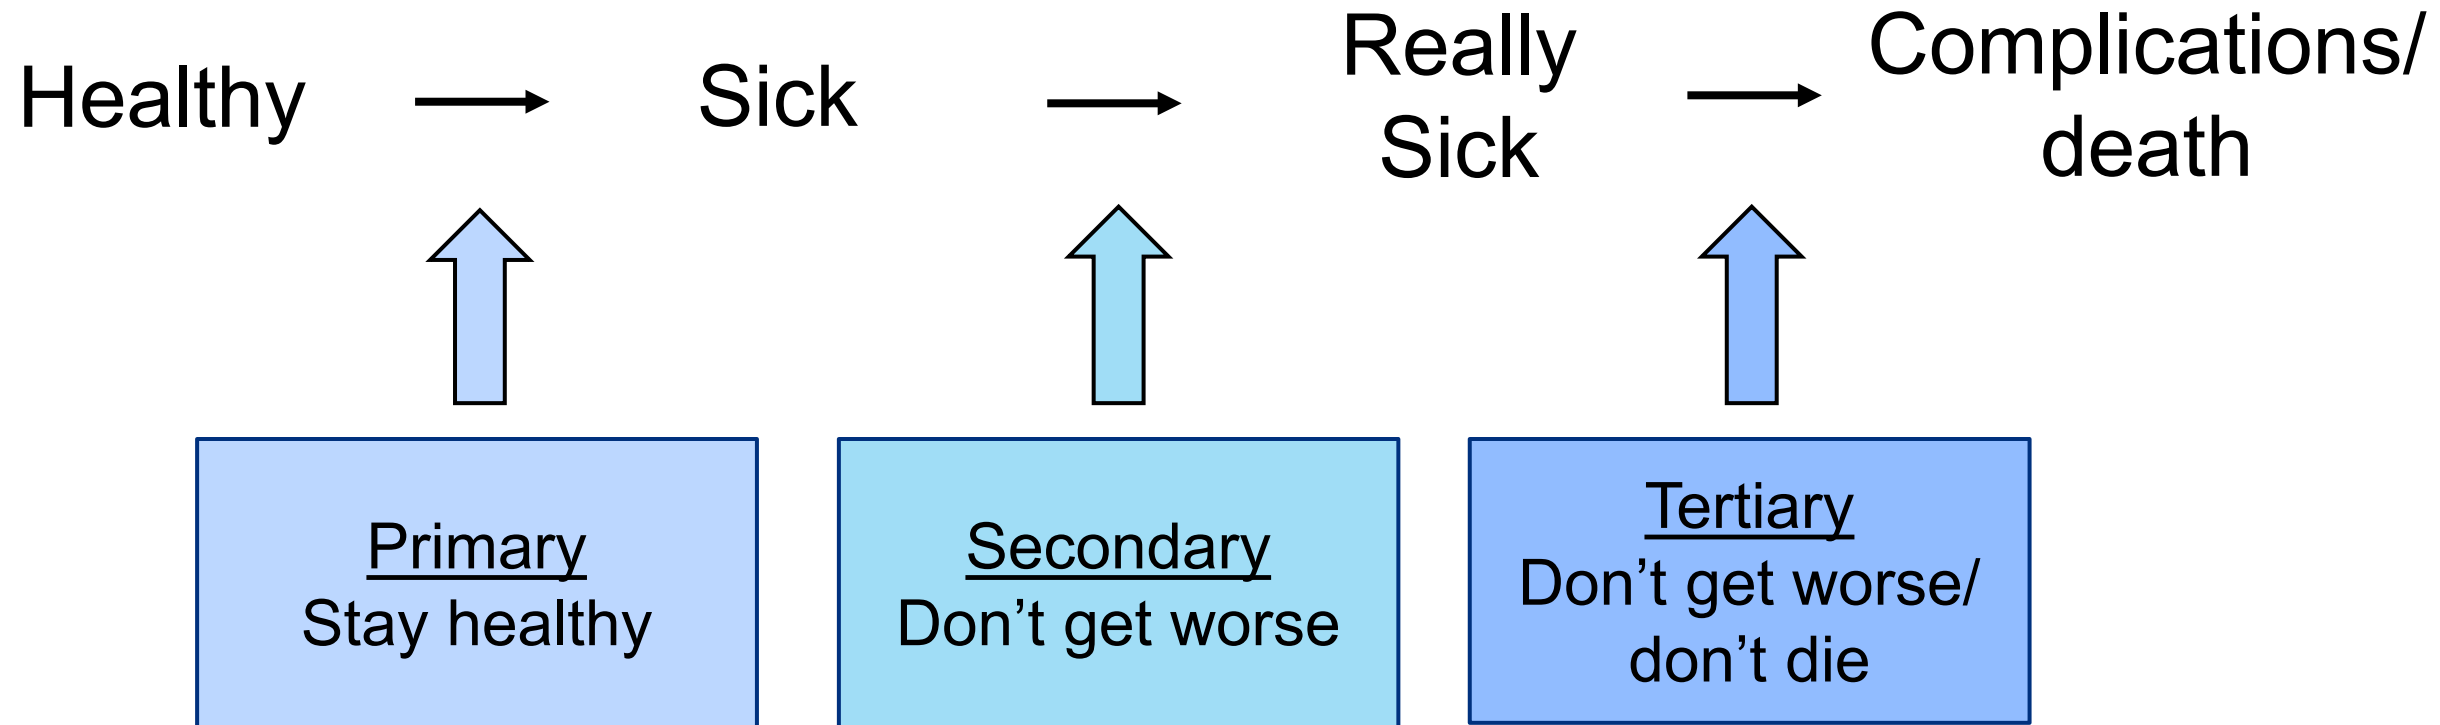 Healthy
Sick
Really
Sick
Complications/
death
Primary
Stay healthy
Secondary
Don’t get worse
Tertiary
Don’t get worse/
don’t die